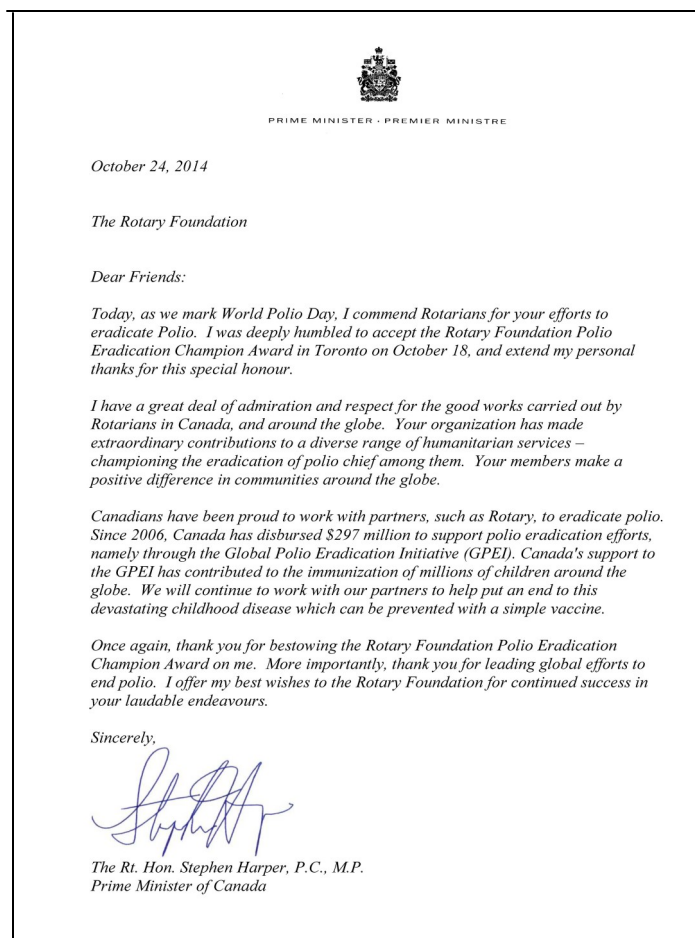 PRIME MINISTER · PREMIER MINISTRE
October 24, 2014
The Rotary Foundation
Dear Friends:
Today, as we mark World Polio Day, I commend Rotarians for your efforts to
eradicate Polio.  I was deeply humbled to accept the Rotary Foundation Polio
Eradication Champion Award in Toronto on October 18, and extend my personal
thanks for this special honour.
I have a great deal of admiration and respect for the good works carried out by
Rotarians in Canada, and around the globe.  Your organization has made
extraordinary contributions to a diverse range of humanitarian services –
championing the eradication of polio chief among them.  Your members make a
positive difference in communities around the globe.
Canadians have been proud to work with partners, such as Rotary, to eradicate polio.
Since 2006, Canada has disbursed $297 million to support polio eradication efforts,
namely through the Global Polio Eradication Initiative (GPEI). Canada's support to
the GPEI has contributed to the immunization of millions of children around the
globe.  We will continue to work with our partners to help put an end to this
devastating childhood disease which can be prevented with a simple vaccine.
Once again, thank you for bestowing the Rotary Foundation Polio Eradication
Champion Award on me.  More importantly, thank you for leading global efforts to
end polio.  I offer my best wishes to the Rotary Foundation for continued success in
your laudable endeavours.
Sincerely,
The Rt. Hon. Stephen Harper, P.C., M.P.
Prime Minister of Canada